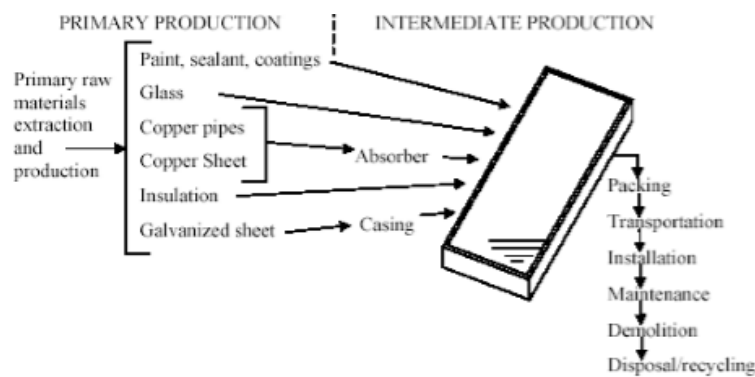 PRIMARY PRODUCTION
INTERMEDIATE PRODUCTION
Primary raw
materials
extraction
and
production
Paint, sealant, coatings
Glass
Copper pipes
Copper Sheet
Insulation
Galvanized sheet
Absorber
Casing
Packing
Transportation
Installation
Maintenance
Demolition
Disposal/recycling